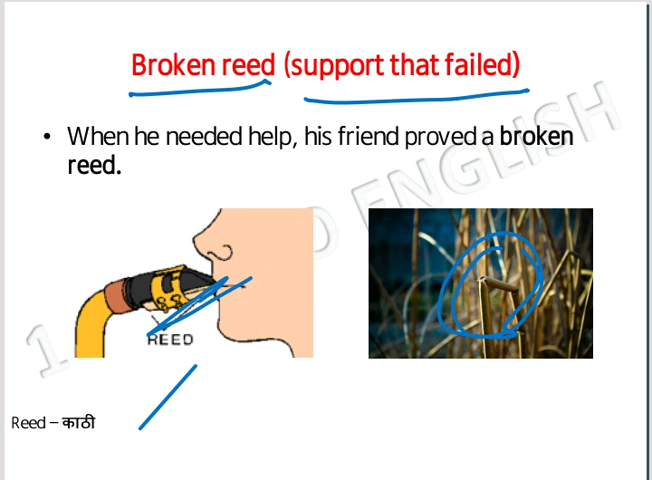 Broken reed (support that failed)
• When he needed help, his friend proved a broken
reed.
REED
Reed – काठी
ENGLISH